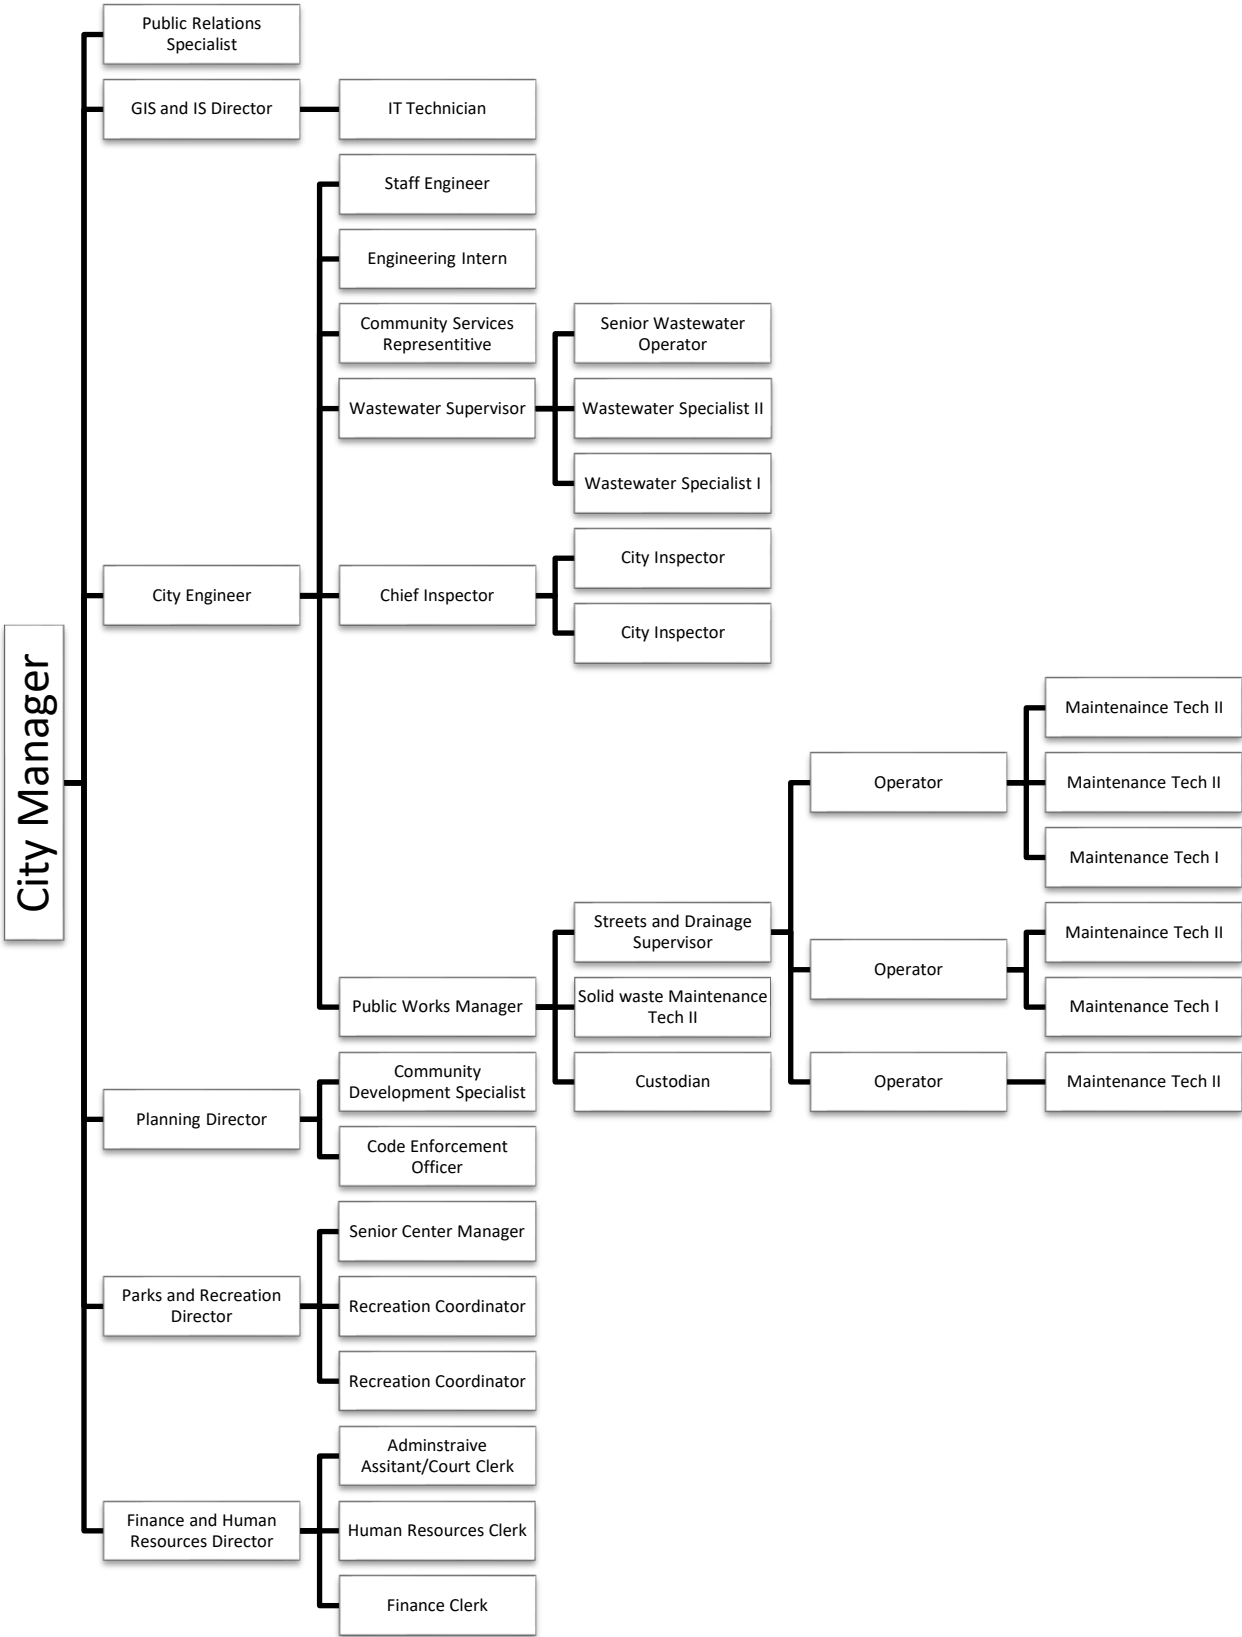 City Manager
Public Relations
Specialist
GIS and IS Director
IT Technician
City Engineer
Staff Engineer
Engineering Intern
Community Services
Representitive
Wastewater Supervisor
Senior Wastewater
Operator
Wastewater Specialist II
Wastewater Specialist I
Chief Inspector
City Inspector
City Inspector
Public Works Manager
Streets and Drainage
Supervisor
Operator
Maintenaince Tech II
Maintenance Tech II
Maintenance Tech I
Operator
Maintenaince Tech II
Maintenance Tech I
Operator
Maintenance Tech II
Solid waste Maintenance
Tech II
Custodian
Planning Director
Community
Development Specialist
Code Enforcement
Officer
Parks and Recreation
Director
Senior Center Manager
Recreation Coordinator
Recreation Coordinator
Finance and Human
Resources Director
Adminstraive
Assitant/Court Clerk
Human Resources Clerk
Finance Clerk